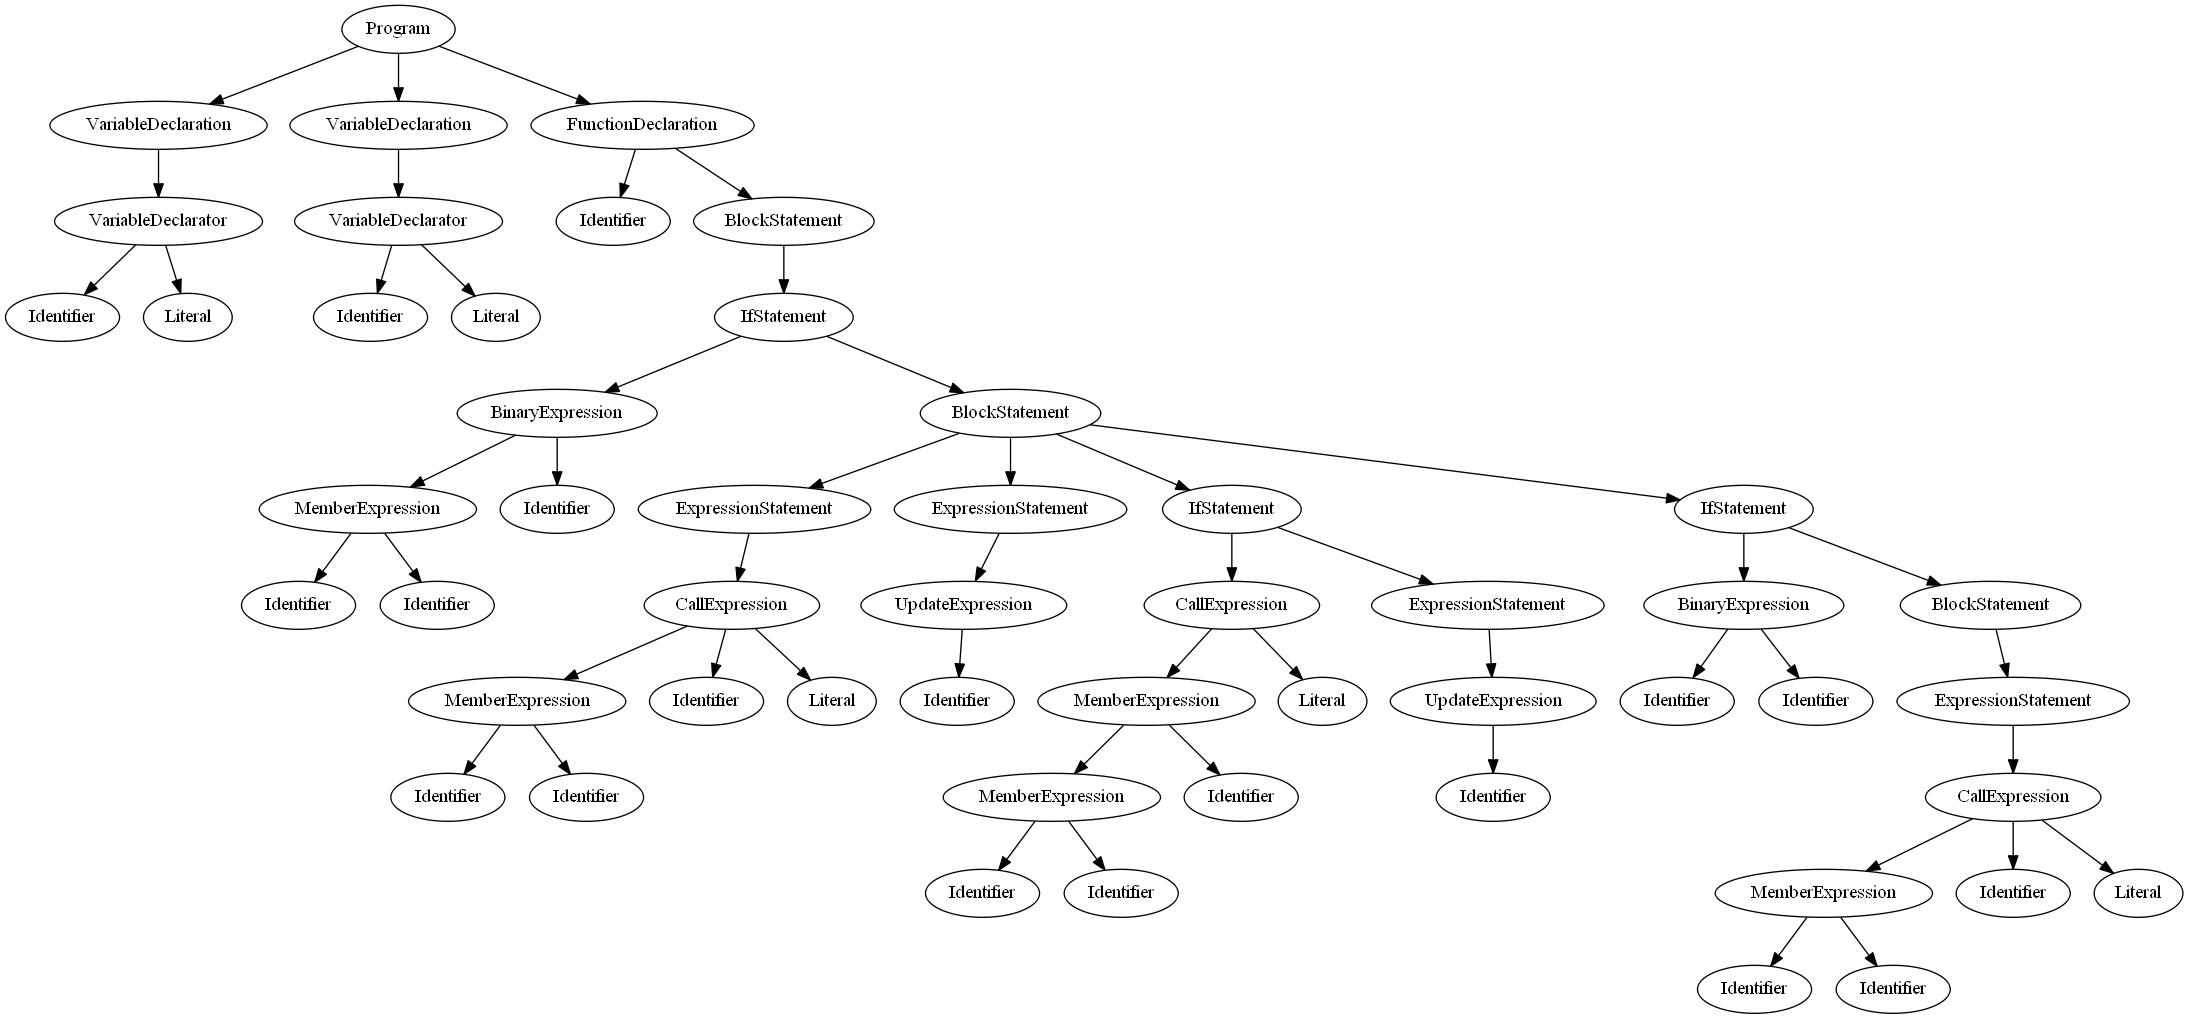 Program
VariableDeclaration VariableDeclaration FunctionDeclaration
VariableDeclarator VariableDeclarator Identifier BlockStatement
Identifier Literal Identifier Literal IfStatement
BinaryExpression BlockStatement
MemberExpression Identifier ExpressionStatement ExpressionStatement IfStatement IfStatement
Identifier Identifier CallExpression UpdateExpression CallExpression ExpressionStatement BinaryExpression BlockStatement
MemberExpression Identifier Literal Identifier MemberExpression Literal UpdateExpression Identifier Identifier ExpressionStatement
Identifier Identifier MemberExpression Identifier Identifier CallExpression
Identifier Identifier MemberExpression Identifier Literal
Identifier Identifier